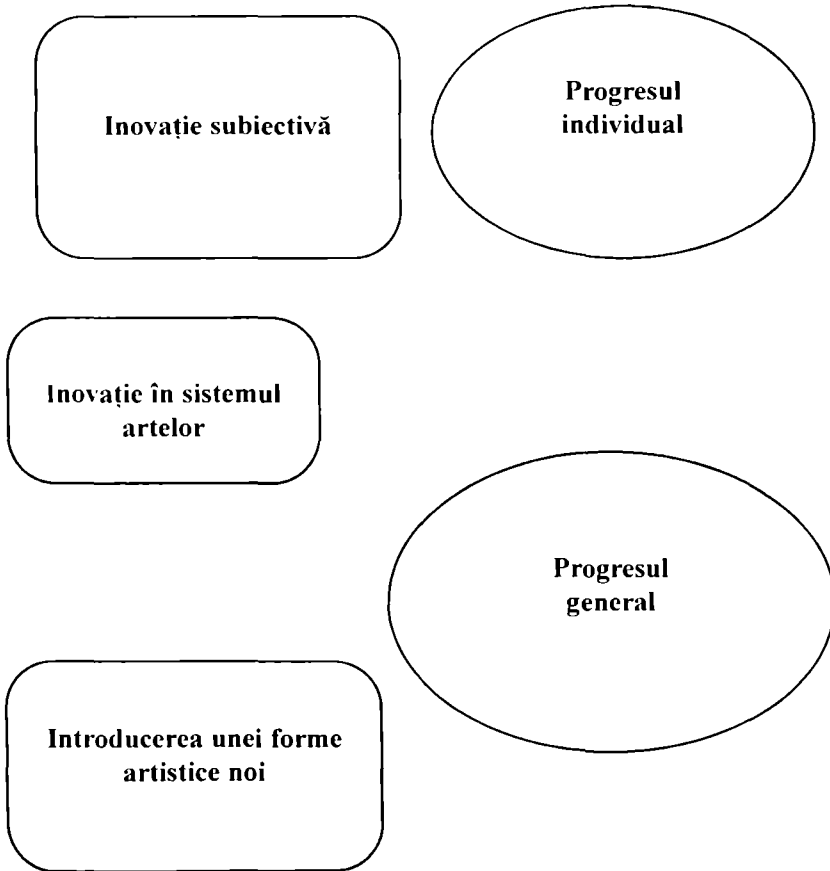 Inovație subiectivă
Progresul
individual
Inovație în sistemul
artelor
Progresul
general
Introducerea unei forme
artistice noi